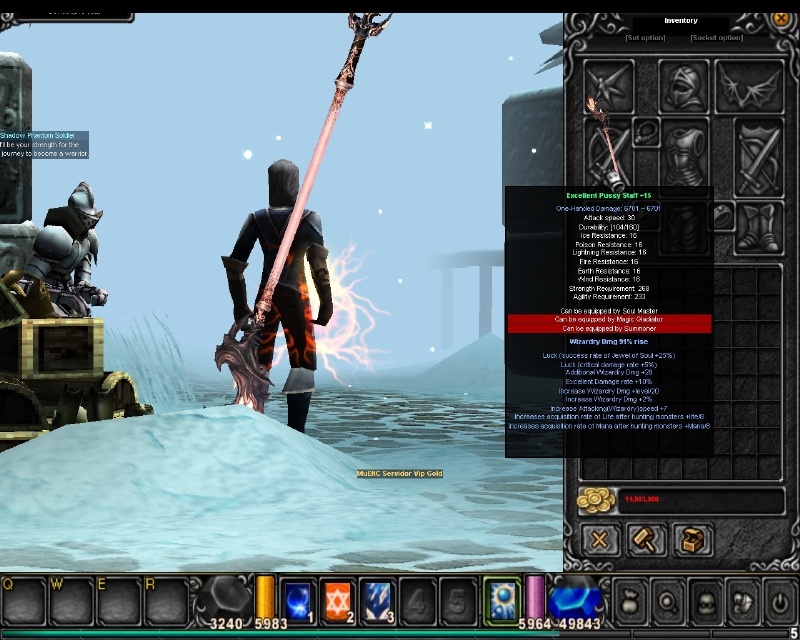 Inventory
[Set option] [Socket option]
Shadow Phantom Soldier
I'll be your strength for the
journey to become a warrior.
Excellent Pussy Staff +15
One-Handed Damage: 6701 ~ 6701
Attack speed: 30
Durability: [104/160]
Ice Resistance: 16
Poison Resistance: 16
Lightning Resistance: 16
Fire Resistance: 16
Earth Resistance: 16
Wind Resistance: 16
Strength Requirement: 268
Agility Requirement: 233
Can be equipped by Soul Master
Can be equipped by Magic Gladiator
Can be equipped by Summoner
Wizardry Dmg 91% rise
Luck (success rate of Jewel of Soul +25%)
Luck (critical damage rate +5%)
Additional Wizardry Dmg +28
Excellent Damage rate +10%
Increase Wizardry Dmg +level/20
Increase Wizardry Dmg +2%
Increase Attacking(Wizardry)speed +7
Increases acquisition rate of Life after hunting monsters +life/8
Increases acquisition rate of Mana after hunting monsters +Mana/8
MuEHC Servidor Vip Gold
Q W E R
1 2 3 4 5
3240 5983 5964 49843
5